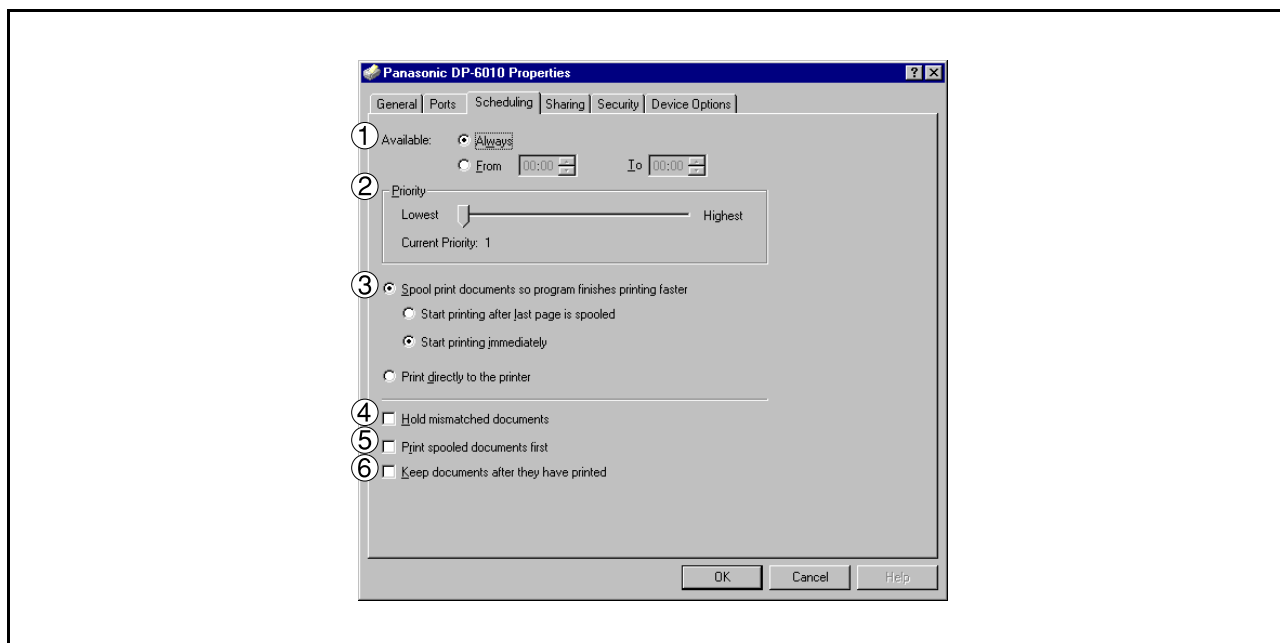 Panasonic DP-6010 Properties
General Ports Scheduling Sharing Security Device Options
① Available: Always
From 00:00 To 00:00
② Priority
Lowest Highest
Current Priority: 1
③ Spool print documents so program finishes printing faster
Start printing after last page is spooled
Start printing immediately
Print directly to the printer
④ Hold mismatched documents
⑤ Print spooled documents first
⑥ Keep documents after they have printed
OK Cancel Help